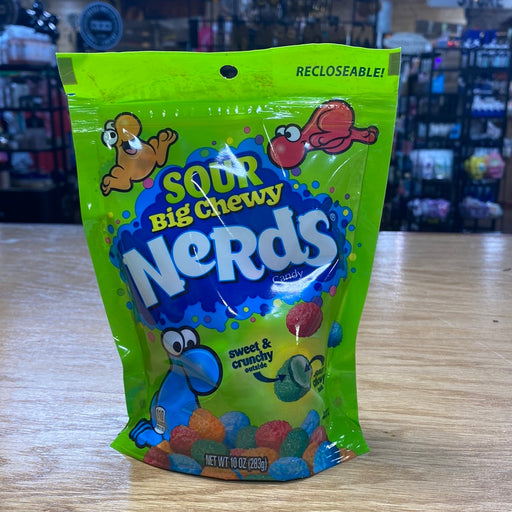 RECLOSEABLE!
SOUR
Big Chewy
NeRds®
Candy
sweet &
crunchy
outside
NET WT 10 OZ (283g)